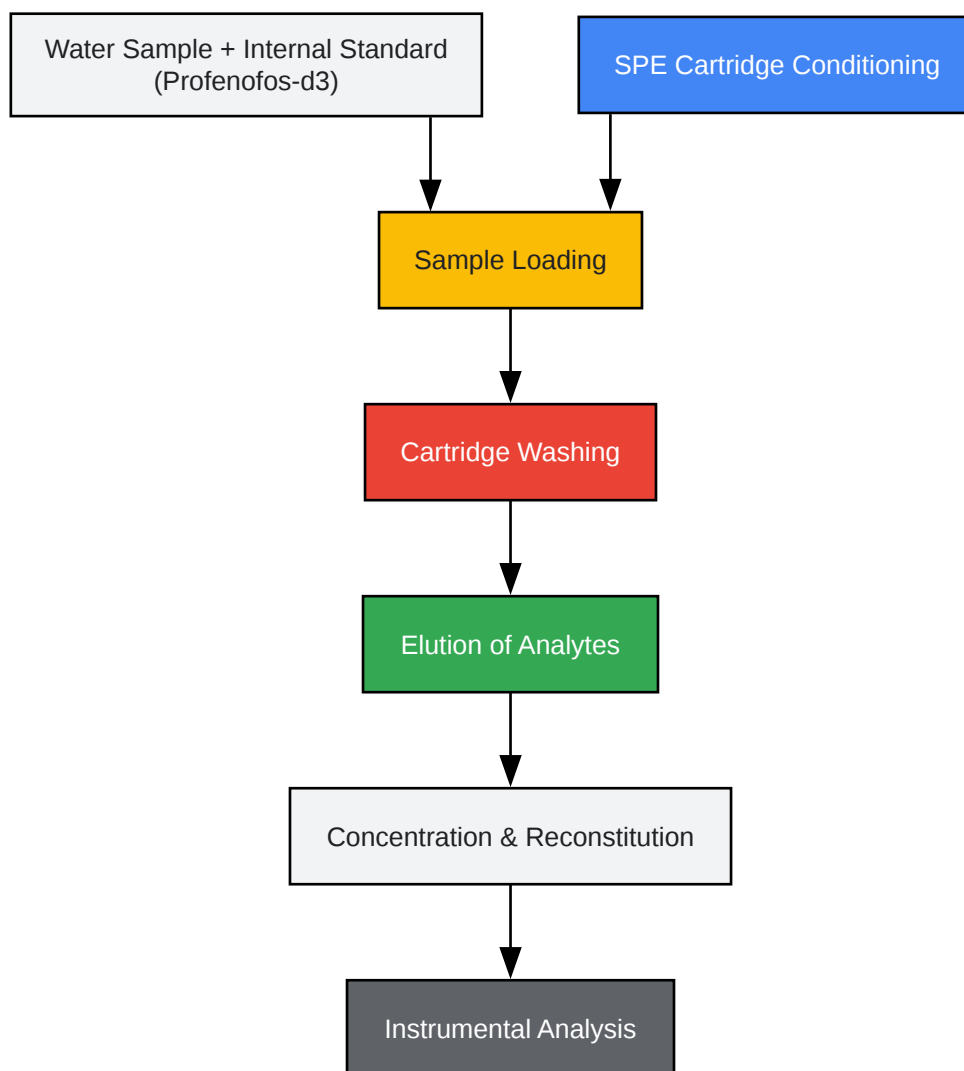 Water Sample + Internal Standard
(Profenofos-d3)
SPE Cartridge Conditioning
Sample Loading
Cartridge Washing
Elution of Analytes
Concentration & Reconstitution
Instrumental Analysis